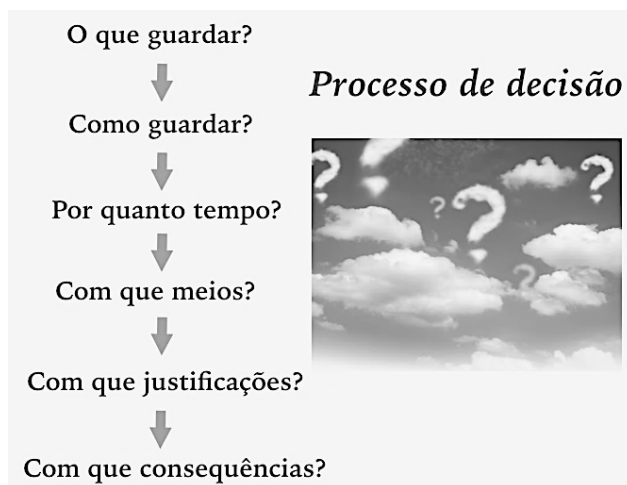 O que guardar?
Processo de decisão
Como guardar?
Por quanto tempo?
Com que meios?
Com que justificações?
Com que consequências?